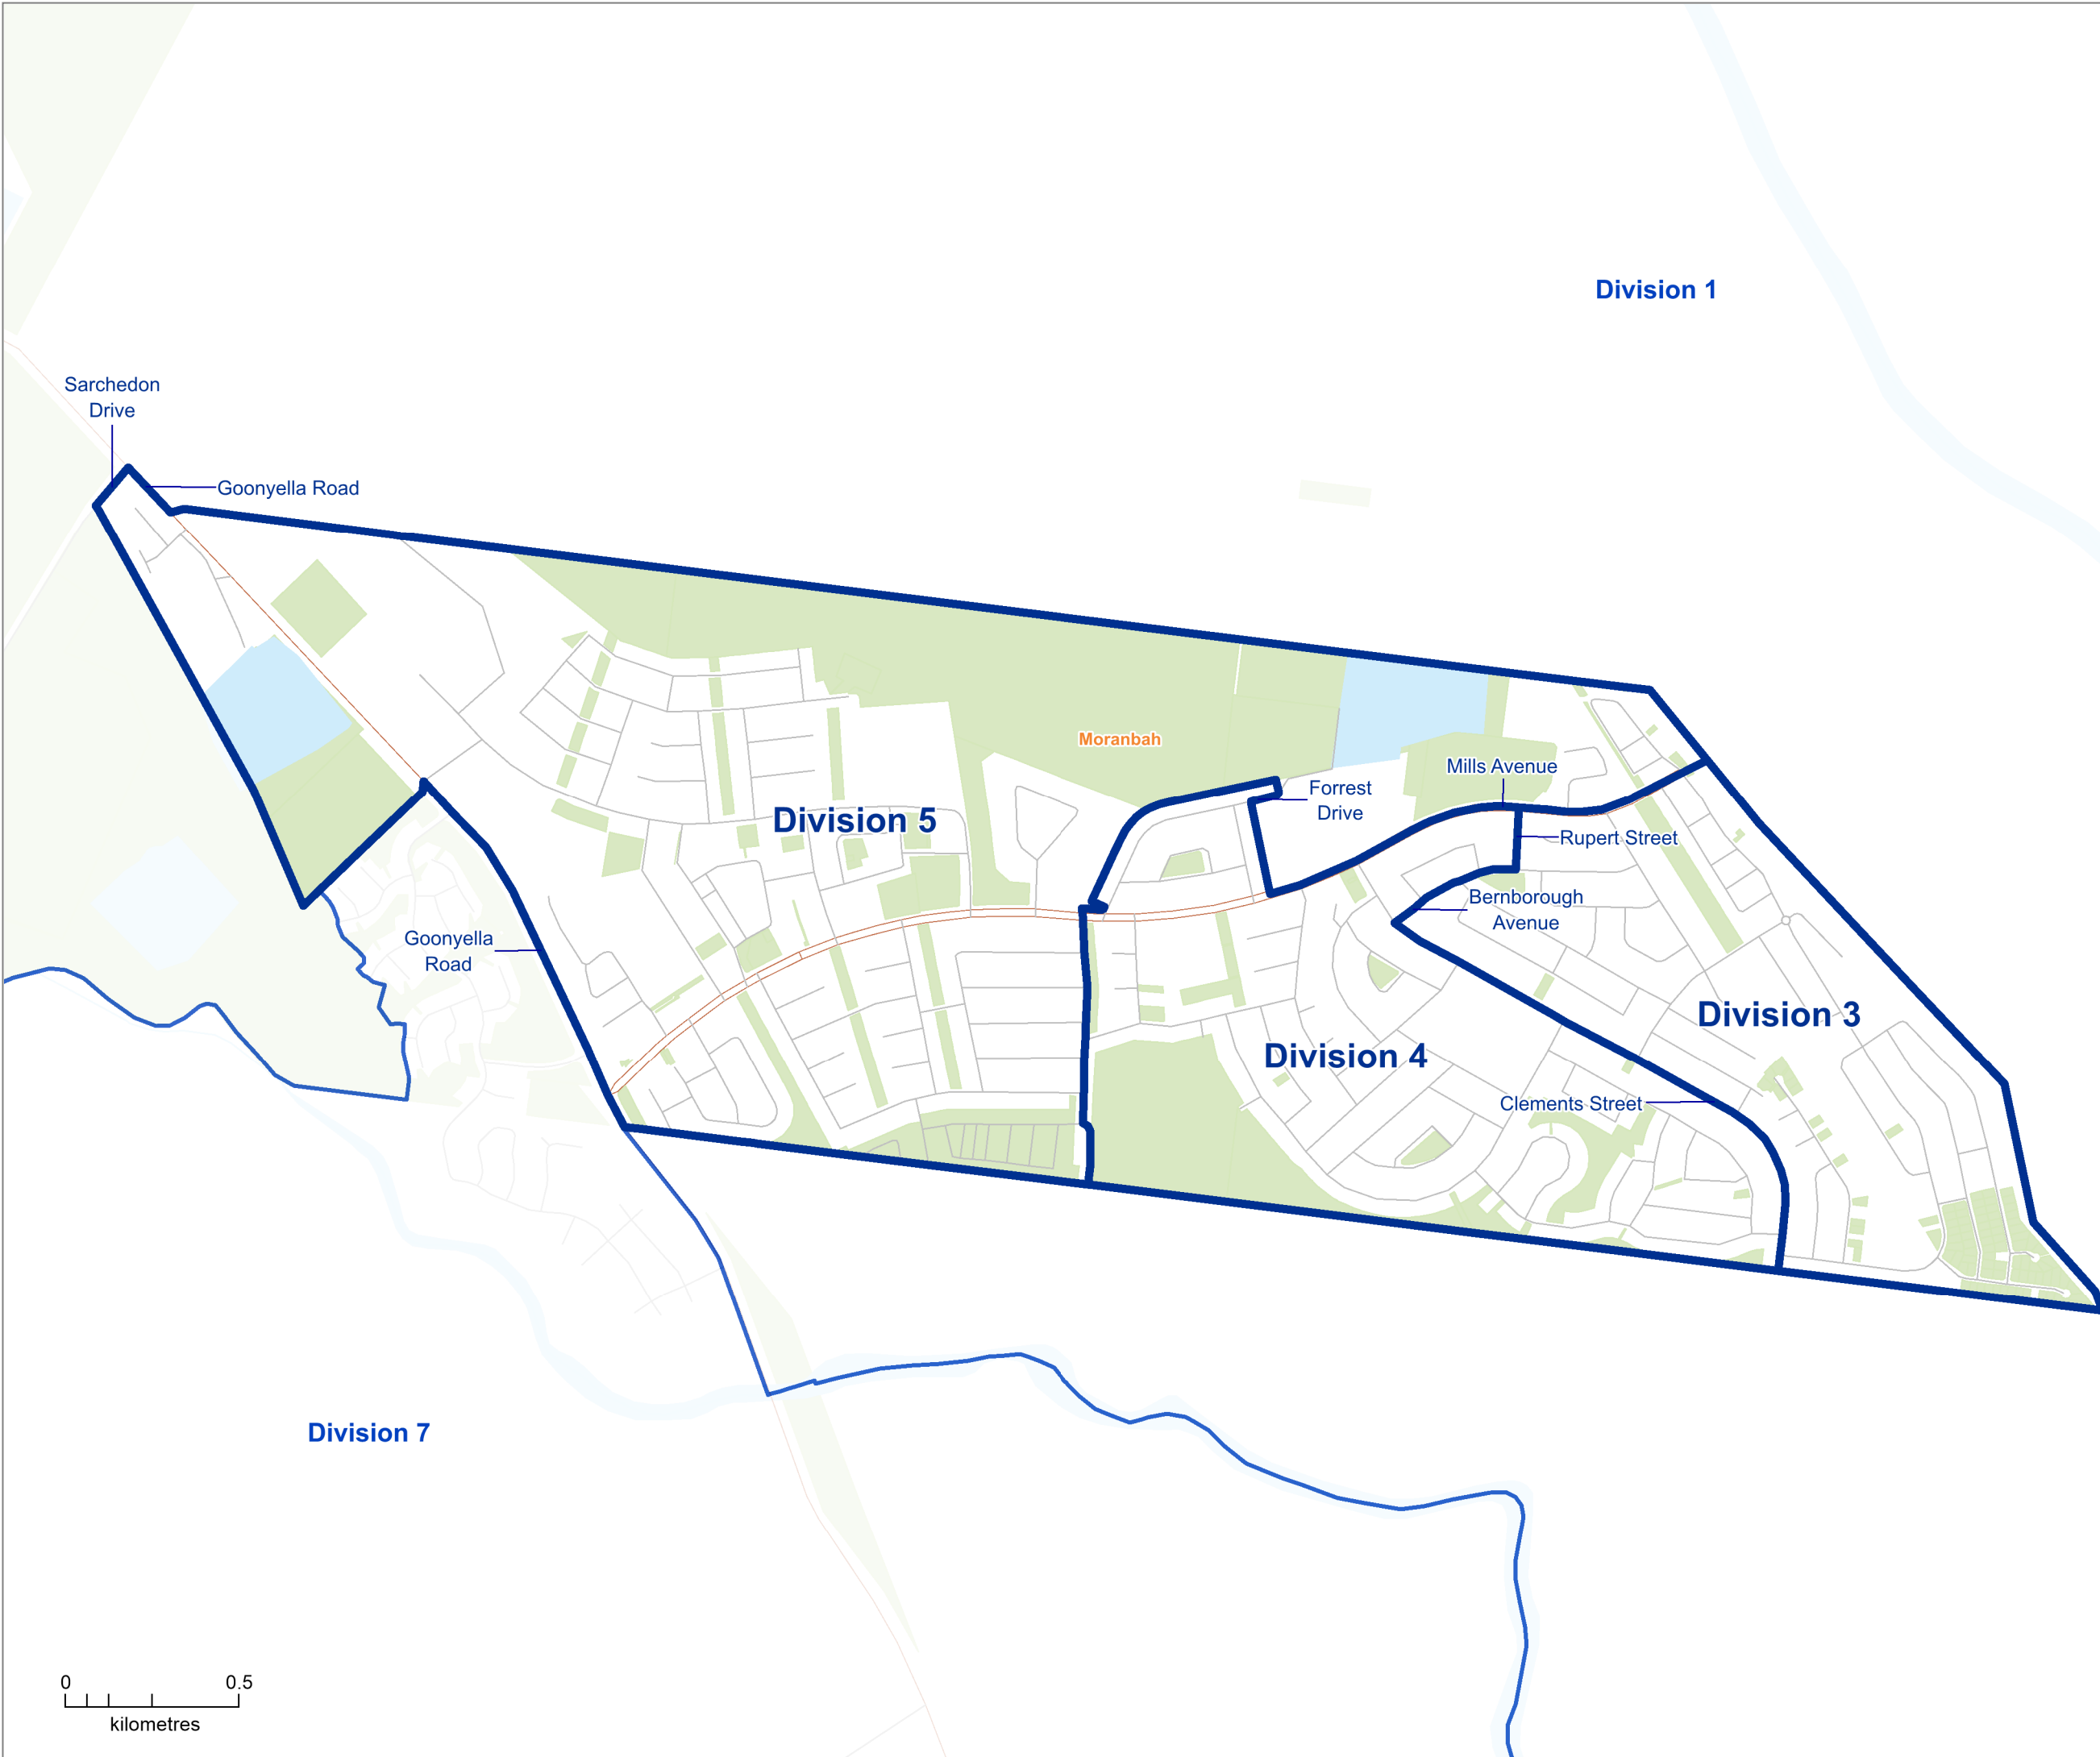 Division 1
Sarchedon
Drive
Goonyella Road
Moranbah
Mills Avenue
Forrest
Drive
Division 5
Rupert Street
Bernborough
Avenue
Goonyella
Road
Division 3
Division 4
Clements Street
Division 7
0 0.5
kilometres